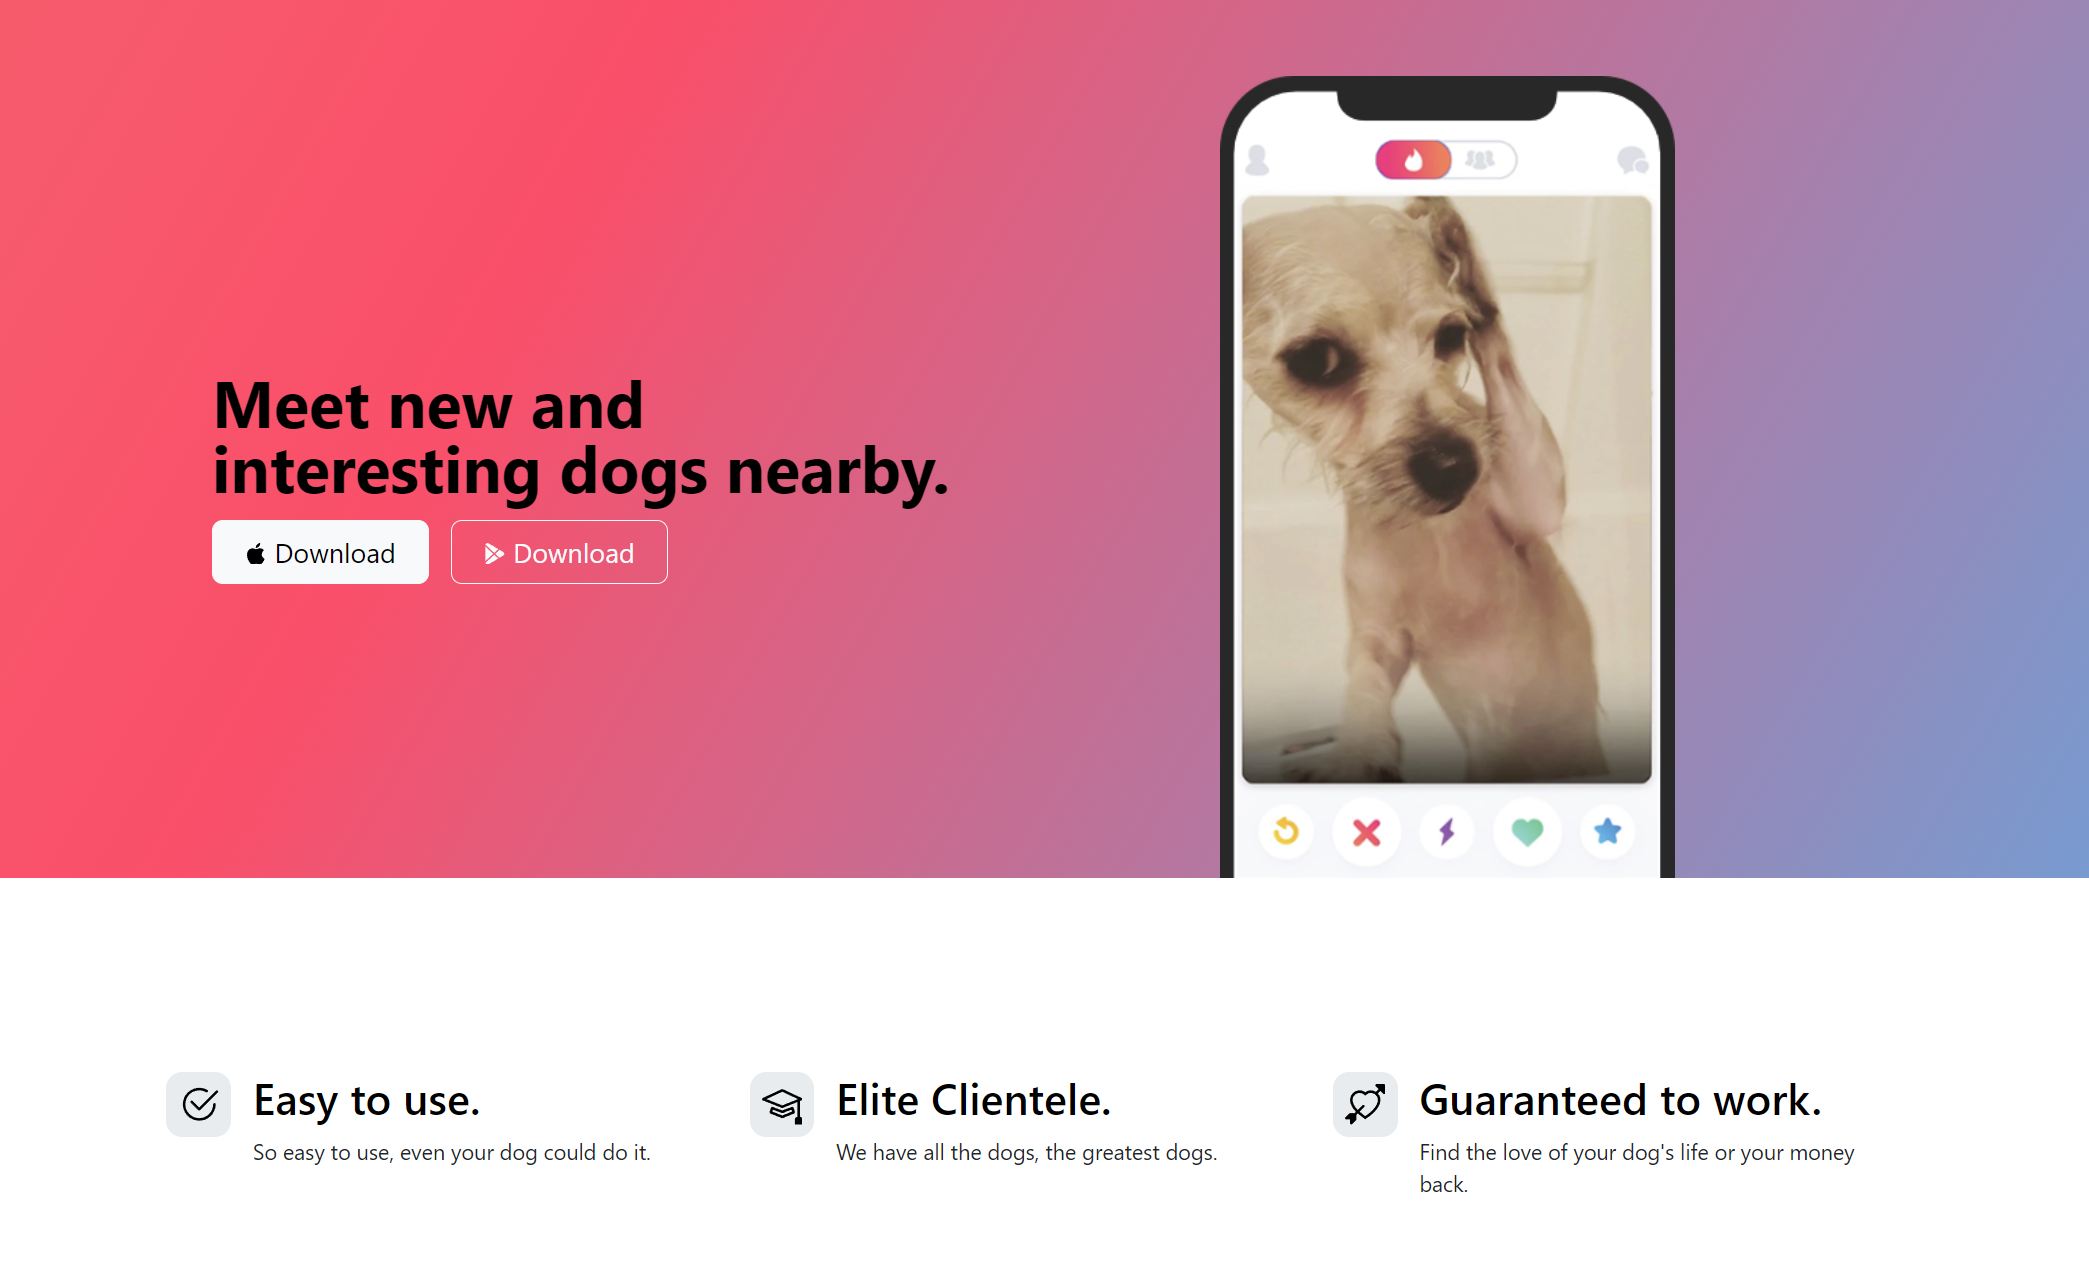 Meet new and
interesting dogs nearby.
Download
Download
Easy to use.
So easy to use, even your dog could do it.
Elite Clientele.
We have all the dogs, the greatest dogs.
Guaranteed to work.
Find the love of your dog's life or your money
back.